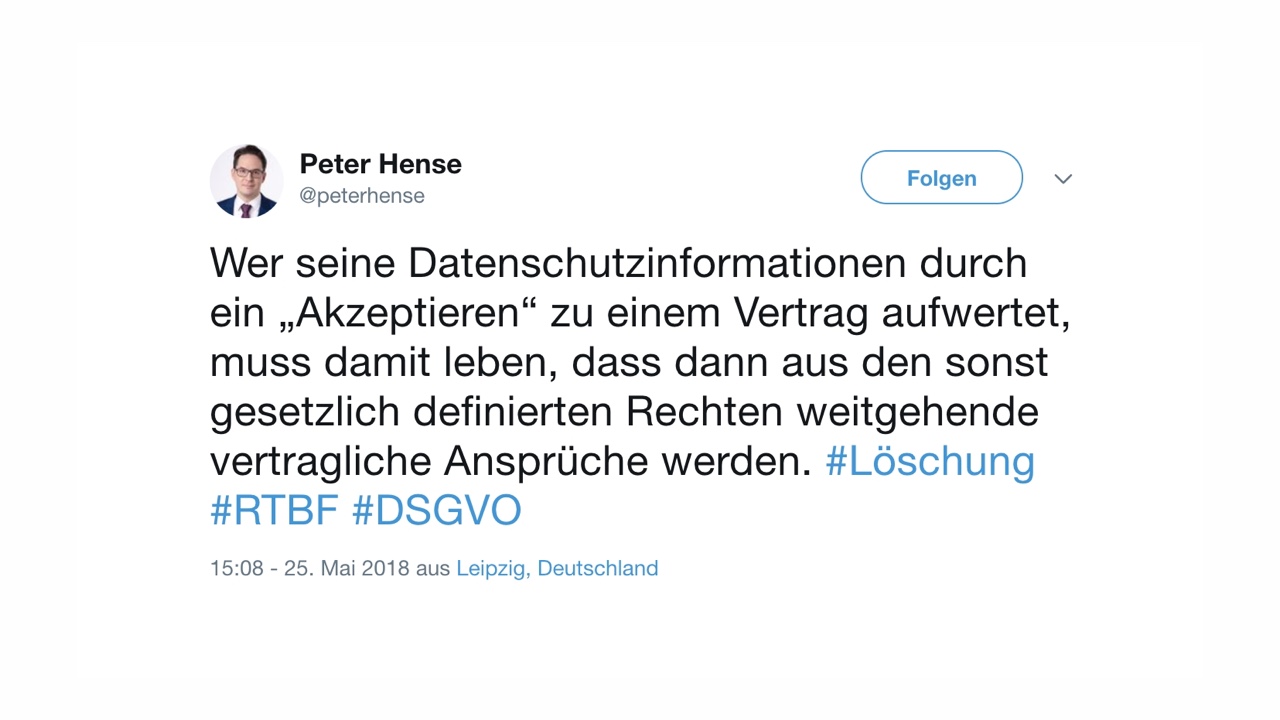 Peter Hense
@peterhense
Folgen
Wer seine Datenschutzinformationen durch
ein „Akzeptieren“ zu einem Vertrag aufwertet,
muss damit leben, dass dann aus den sonst
gesetzlich definierten Rechten weitgehende
vertragliche Ansprüche werden. #Löschung
#RTBF #DSGVO
15:08 - 25. Mai 2018 aus Leipzig, Deutschland